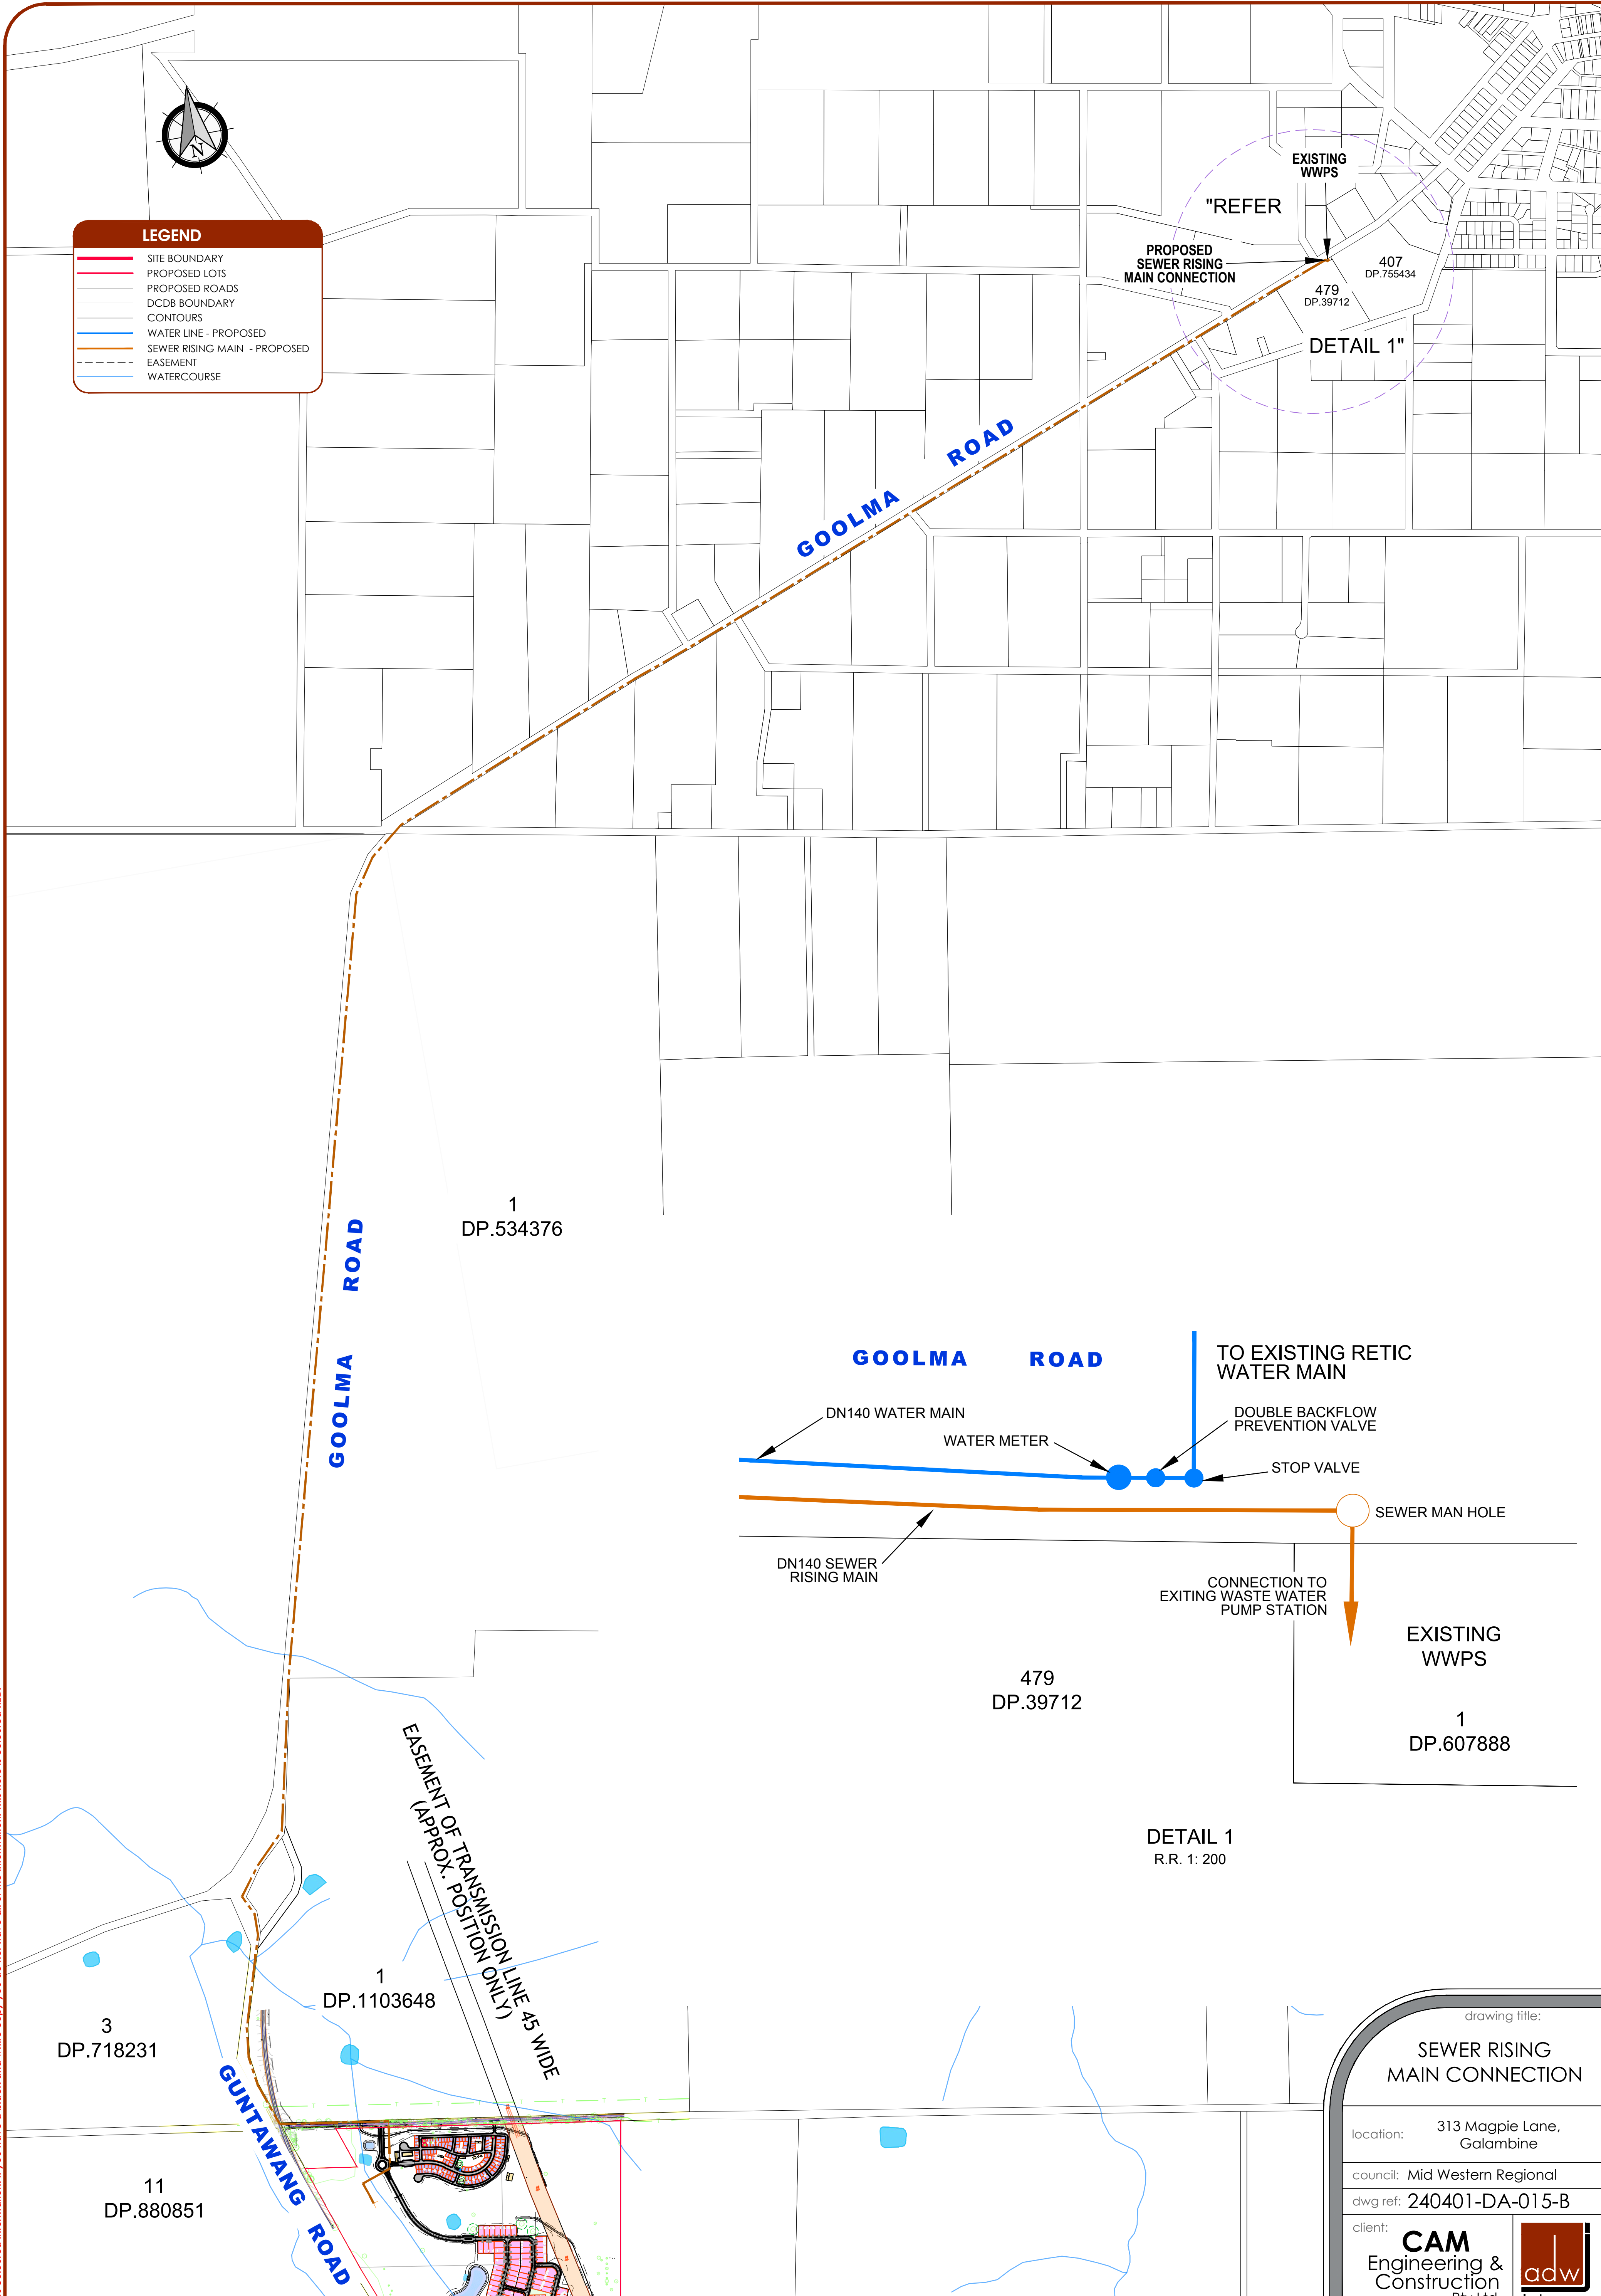 N
LEGEND
SITE BOUNDARY
PROPOSED LOTS
PROPOSED ROADS
DCDB BOUNDARY
CONTOURS
WATER LINE - PROPOSED
SEWER RISING MAIN - PROPOSED
EASEMENT
WATERCOURSE
EXISTING
WWPS
"REFER
PROPOSED
SEWER RISING
MAIN CONNECTION
407
DP.755434
479
DP.39712
DETAIL 1"
GOOLMA ROAD
1
DP.534376
GOOLMA ROAD
GOOLMA ROAD
TO EXISTING RETIC
WATER MAIN
DN140 WATER MAIN
DOUBLE BACKFLOW
PREVENTION VALVE
WATER METER
STOP VALVE
SEWER MAN HOLE
DN140 SEWER
RISING MAIN
CONNECTION TO
EXITING WASTE WATER
PUMP STATION
EXISTING
WWPS
479
DP.39712
1
DP.607888
DETAIL 1
R.R. 1: 200
EASEMENT OF TRANSMISSION LINE 45 WIDE
(APPROX. POSITION ONLY)
1
DP.1103648
3
DP.718231
GUNTAWANG ROAD
11
DP.880851
drawing title:
SEWER RISING
MAIN CONNECTION
location:
313 Magpie Lane,
Galambine
council: Mid Western Regional
dwg ref: 240401-DA-015-B
client:
CAM
Engineering &
Construction
adwj